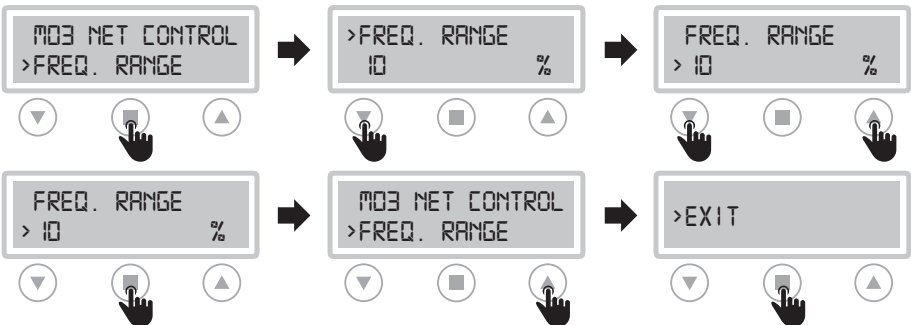 M03 NET CONTROL
>FREQ. RANGE
>FREQ. RANGE
10 %
FREQ. RANGE
> 10 %
FREQ. RANGE
> 10 %
M03 NET CONTROL
>FREQ. RANGE
>EXIT